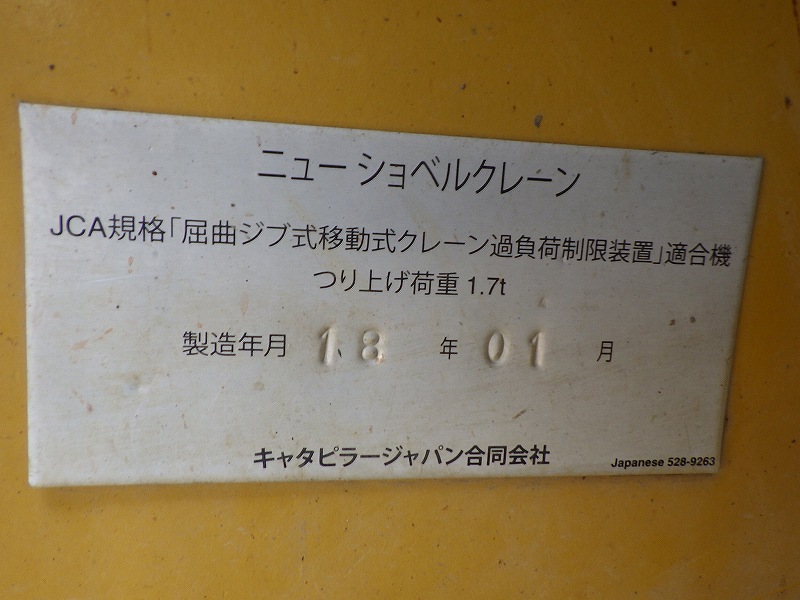 ニューショベルクレーン
JCA規格「屈曲ジブ式移動式クレーン過負荷制限装置」適合機
つり上げ荷重 1.7t
製造年月 18 年 01 月
キャタピラージャパン合同会社
Japanese 528-9263